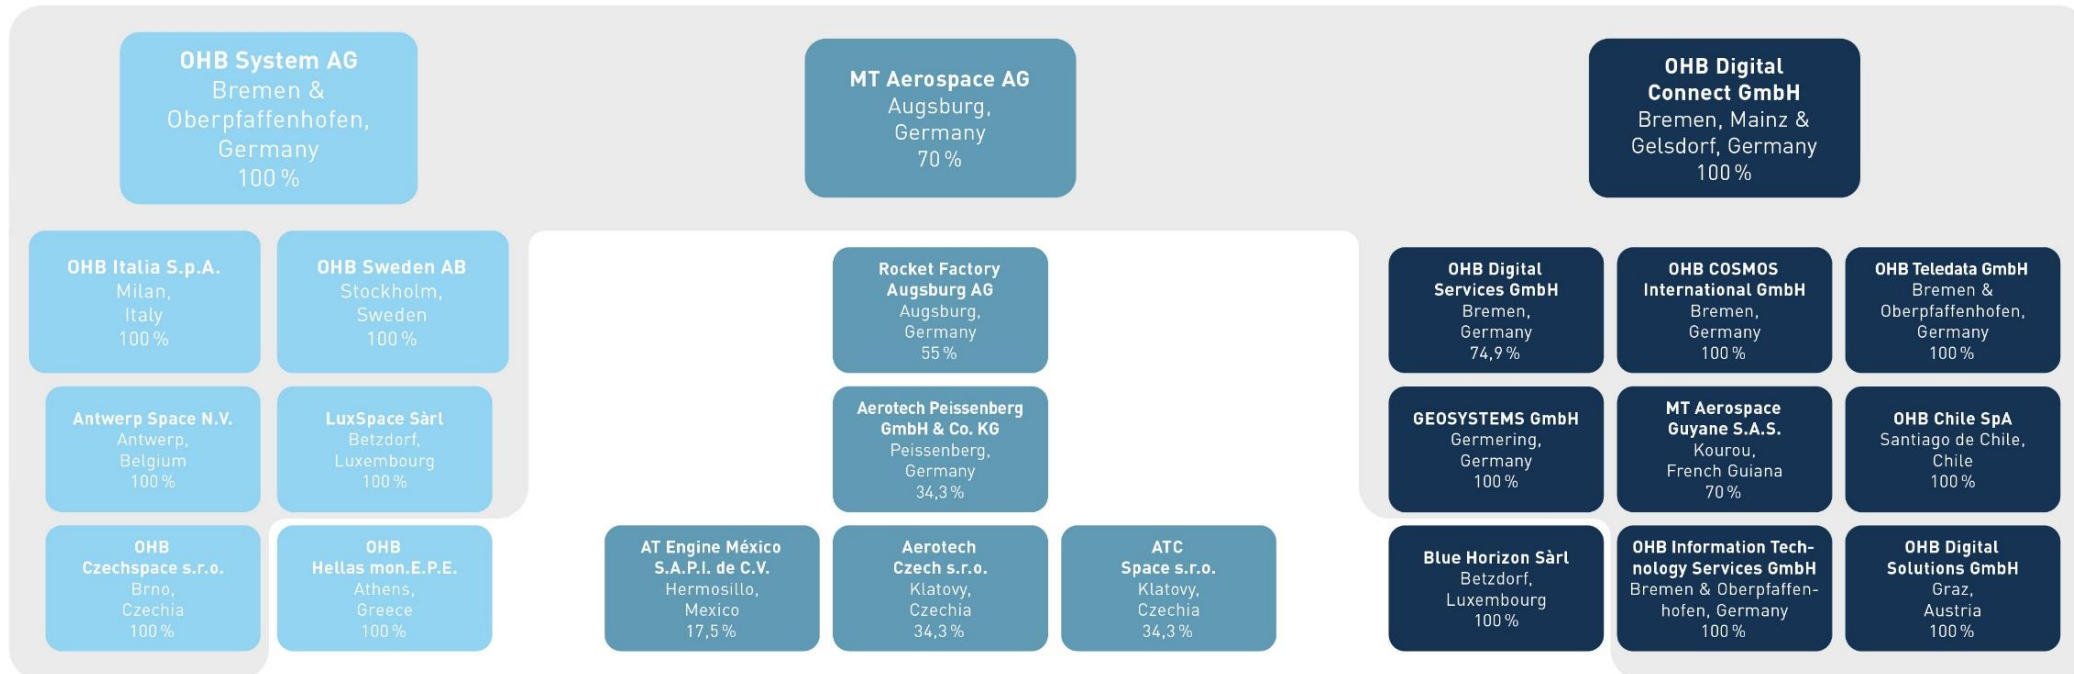 OHB System AG
Bremen &
Oberpfaffenhofen,
Germany
100 %
MT Aerospace AG
Augsburg,
Germany
70 %
OHB Digital
Connect GmbH
Bremen, Mainz &
Gelsdorf, Germany
100 %
OHB Italia S.p.A.
Milan,
Italy
100 %
OHB Sweden AB
Stockholm,
Sweden
100 %
Rocket Factory
Augsburg AG
Augsburg,
Germany
55 %
OHB Digital
Services GmbH
Bremen,
Germany
74,9 %
OHB COSMOS
International GmbH
Bremen,
Germany
100 %
OHB Teledata GmbH
Bremen &
Oberpfaffenhofen,
Germany
100 %
Antwerp Space N.V.
Antwerp,
Belgium
100 %
LuxSpace Sàrl
Betzdorf,
Luxembourg
100 %
Aerotech Peissenberg
GmbH & Co. KG
Peissenberg,
Germany
34,3 %
GEOSYSTEMS GmbH
Germering,
Germany
100 %
MT Aerospace
Guyane S.A.S.
Kourou,
French Guiana
70 %
OHB Chile SpA
Santiago de Chile,
Chile
100 %
OHB
Czechspace s.r.o.
Brno,
Czechia
100 %
OHB
Hellas mon.E.P.E.
Athens,
Greece
100 %
AT Engine México
S.A.P.I. de C.V.
Hermosillo,
Mexico
17,5 %
Aerotech
Czech s.r.o.
Klatovy,
Czechia
34,3 %
ATC
Space s.r.o.
Klatovy,
Czechia
34,3 %
Blue Horizon Sàrl
Betzdorf,
Luxembourg
100 %
OHB Information Tech-
nology Services GmbH
Bremen & Oberpfaffen-
hofen, Germany
100 %
OHB Digital
Solutions GmbH
Graz,
Austria
100 %